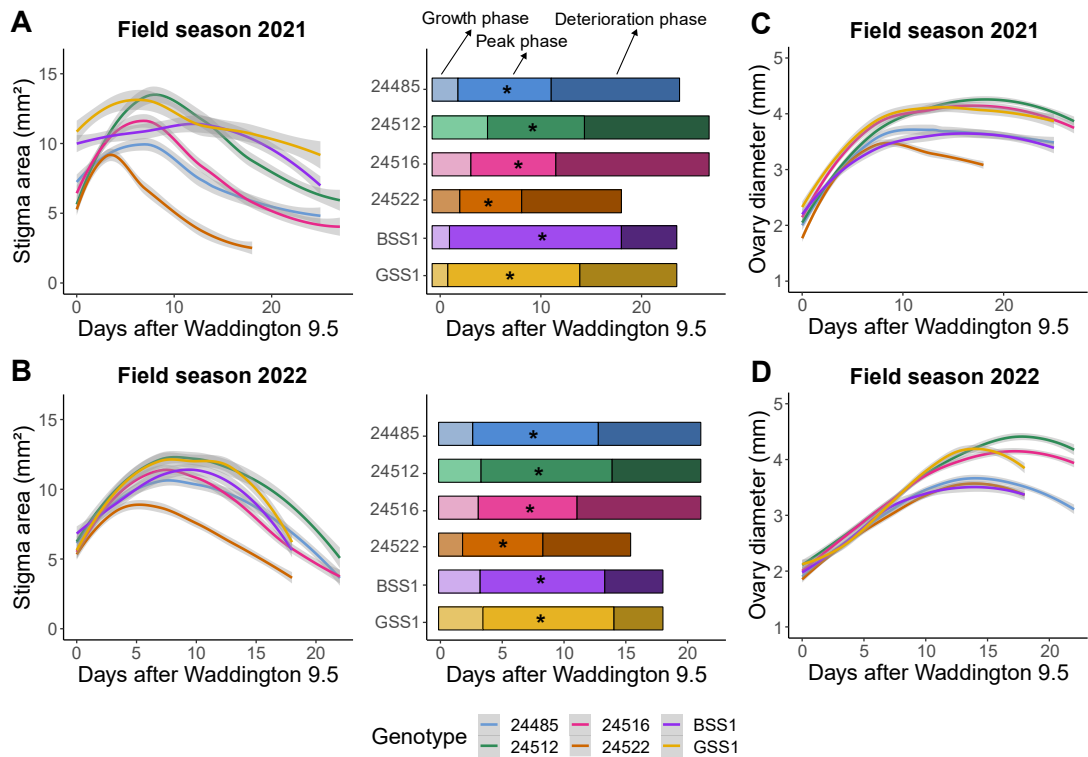 A
Field season 2021
Stigma area (mm²)
15
10
5
0
0
10
20
Days after Waddington 9.5
Growth phase
Peak phase
Deterioration phase
24485
*
24512
*
24516
*
24522
*
BSS1
*
GSS1
*
0
10
20
Days after Waddington 9.5
C
Field season 2021
Ovary diameter (mm)
5
4
3
2
1
0
10
20
Days after Waddington 9.5
B
Field season 2022
Stigma area (mm²)
15
10
5
0
0
5
10
15
20
Days after Waddington 9.5
24485
*
24512
*
24516
*
24522
*
BSS1
*
GSS1
*
0
5
10
15
20
Days after Waddington 9.5
D
Field season 2022
Ovary diameter (mm)
5
4
3
2
1
0
5
10
15
20
Days after Waddington 9.5
Genotype
24485
24516
BSS1
24512
24522
GSS1